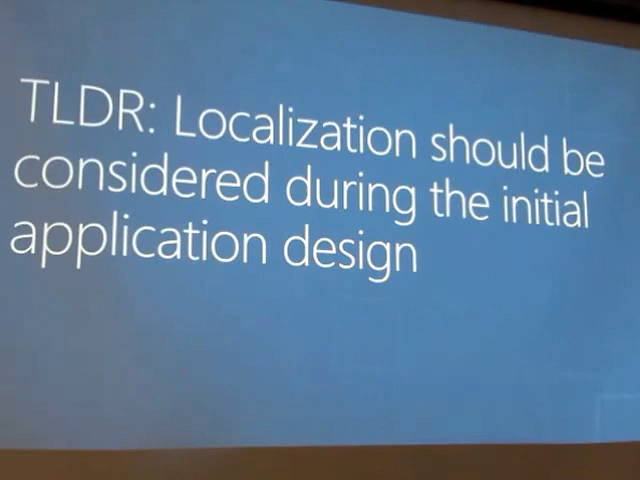 TLDR: Localization should be
considered during the initial
application design